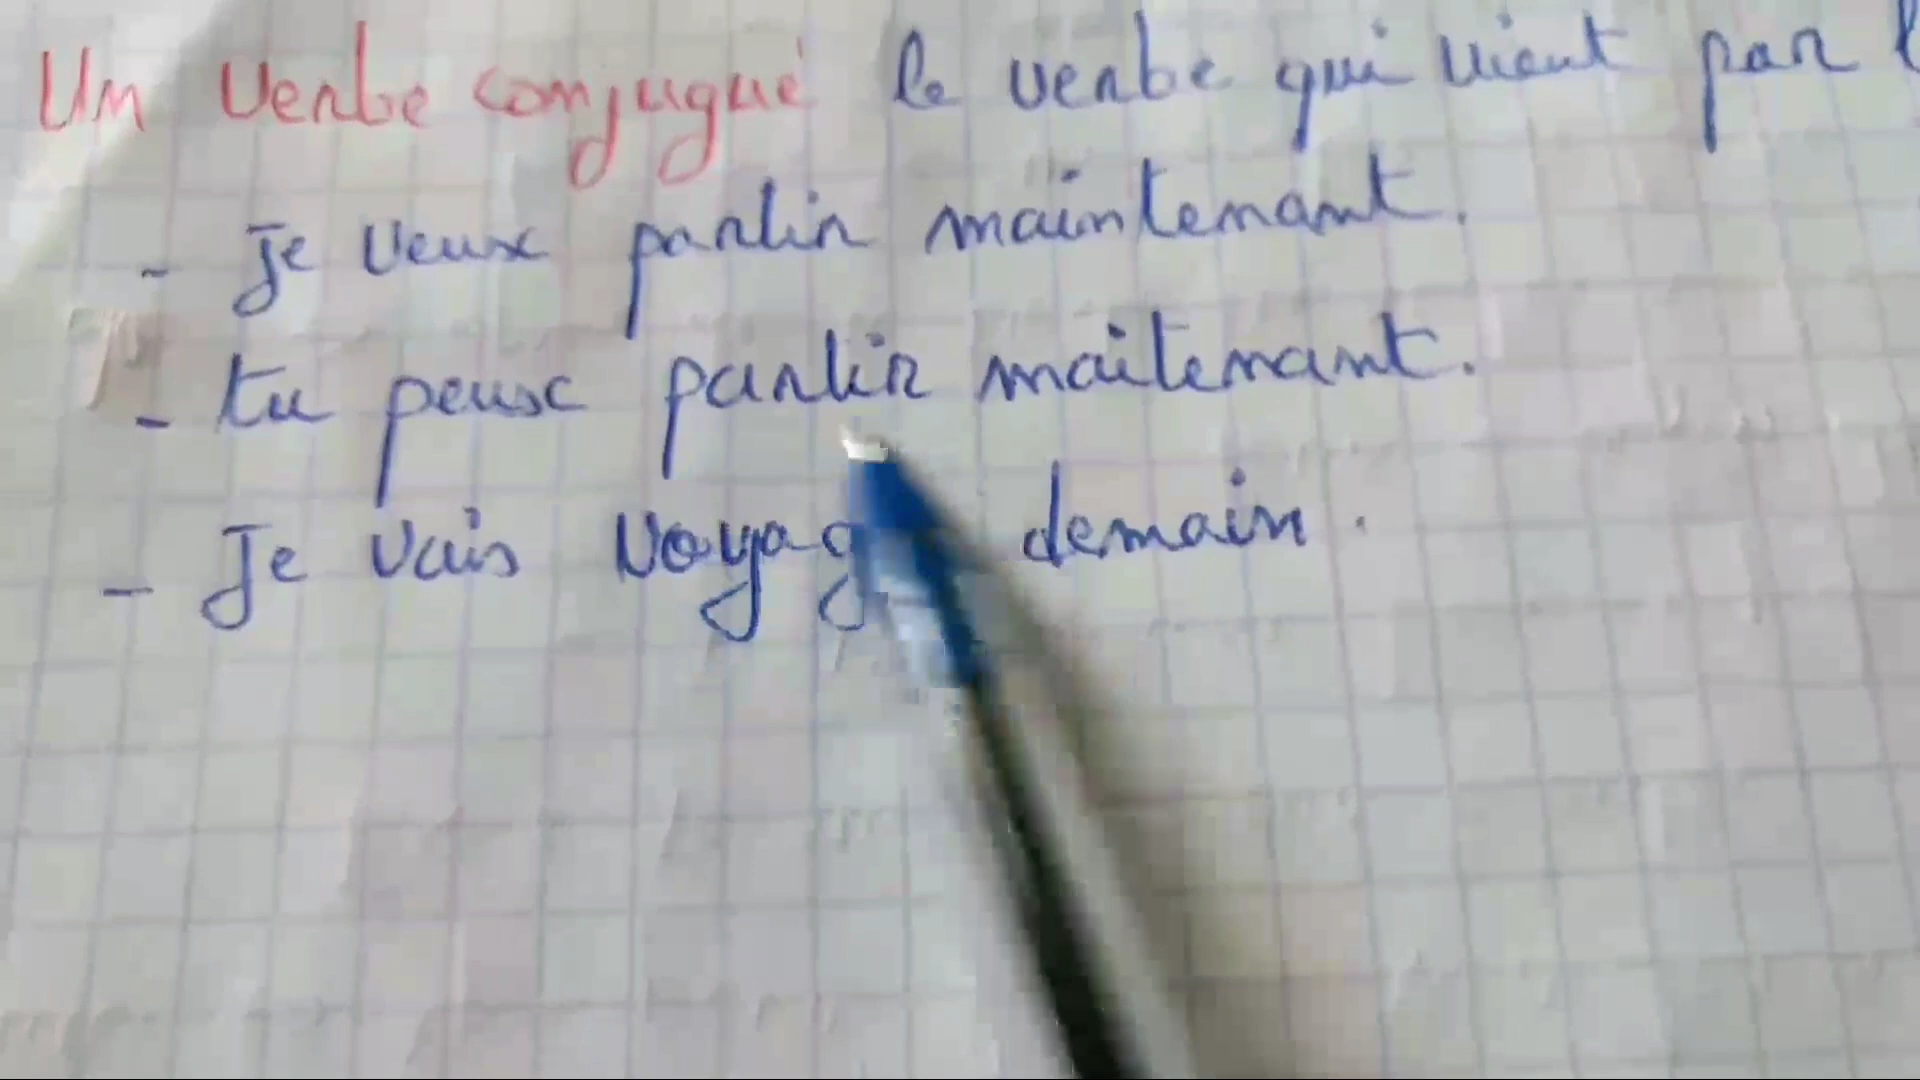 Un verbe conjugué le verbe qui vient par
- Je veux partir maintenant.
- tu peux partir maitenant.
- Je vais demain.